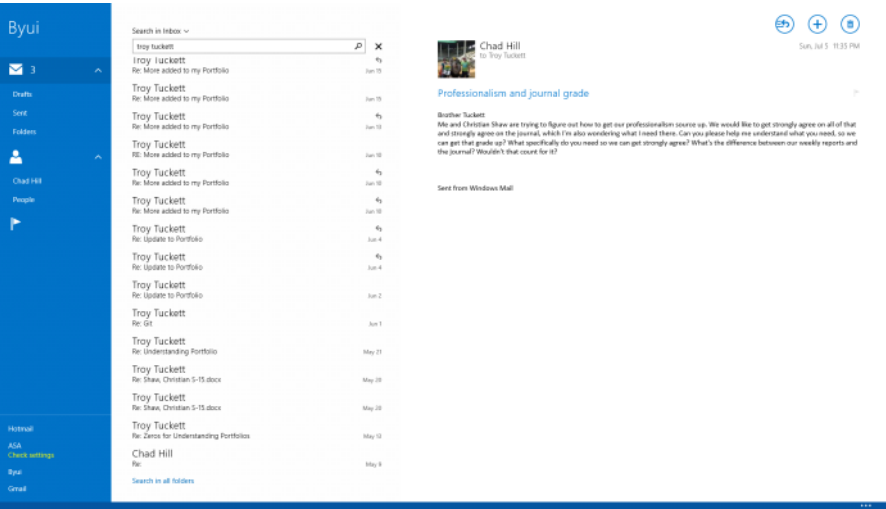 Byui
3
Drafts
Sent
Folders
Chad Hill
People
Hotmail
ASA
Check settings
Byui
Gmail
Search in Inbox
troy tuckett
Troy Tuckett
Re: More added to my Portfolio
Jun 15
Troy Tuckett
Re: More added to my Portfolio
Jun 15
Troy Tuckett
Re: More added to my Portfolio
Jun 13
Troy Tuckett
RE: More added to my Portfolio
Jun 10
Troy Tuckett
Re: More added to my Portfolio
Jun 10
Troy Tuckett
Re: More added to my Portfolio
Jun 10
Troy Tuckett
Re: Update to Portfolio
Jun 4
Troy Tuckett
Re: Update to Portfolio
Jun 4
Troy Tuckett
Re: Update to Portfolio
Jun 2
Troy Tuckett
Re: Git
Jun 1
Troy Tuckett
Re: Understanding Portfolio
May 21
Troy Tuckett
Re: Shaw, Christian S-15.docx
May 20
Troy Tuckett
Re: Shaw, Christian S-15.docx
May 20
Troy Tuckett
Re: Zeros for Understanding Portfolios
May 10
Chad Hill
Re:
May 9
Search in all folders
Chad Hill
to Troy Tuckett
Sun, Jul 5 11:35 PM
Professionalism and journal grade
Brother Tuckett
Me and Christian Shaw are trying to figure out how to get our professionalism source up. We would like to get strongly agree on all of that
and strongly agree on the journal, which I'm also wondering what I need there. Can you please help me understand what you need, so we
can get that grade up? What specifically do you need so we can get strongly agree? What's the difference between our weekly reports and
the journal? Wouldn't that count for it?
Sent from Windows Mail